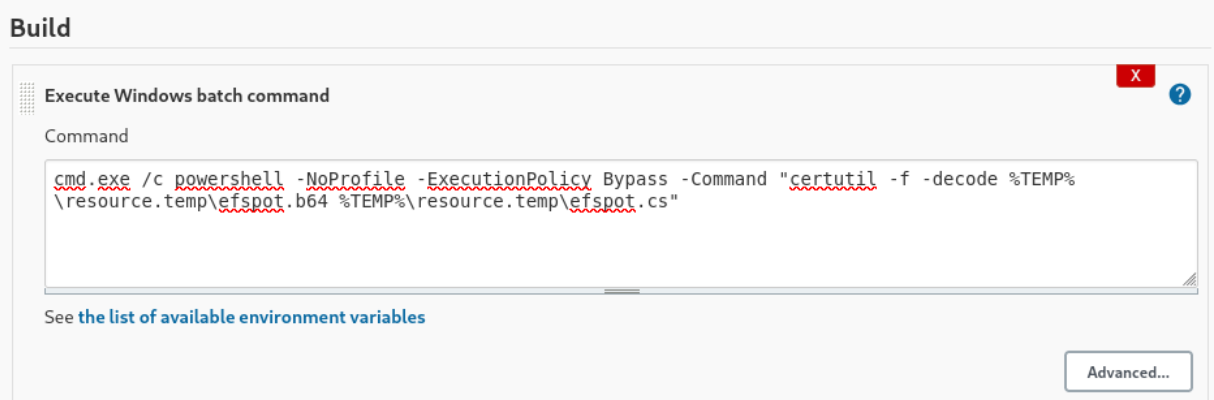 Build
X
Execute Windows batch command
?
Command
cmd.exe /c powershell -NoProfile -ExecutionPolicy Bypass -Command "certutil -f -decode %TEMP%
\resource.temp\efspot.b64 %TEMP%\resource.temp\efspot.cs"
See the list of available environment variables
Advanced...